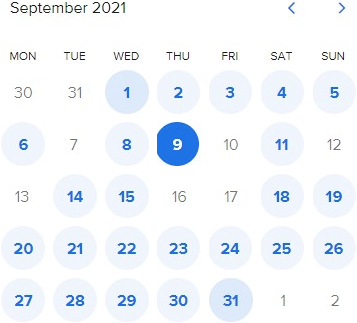 September 2021
MON TUE WED THU FRI SAT SUN
30 31 1 2 3 4 5
6 7 8 9 10 11 12
13 14 15 16 17 18 19
20 21 22 23 24 25 26
27 28 29 30 31 1 2